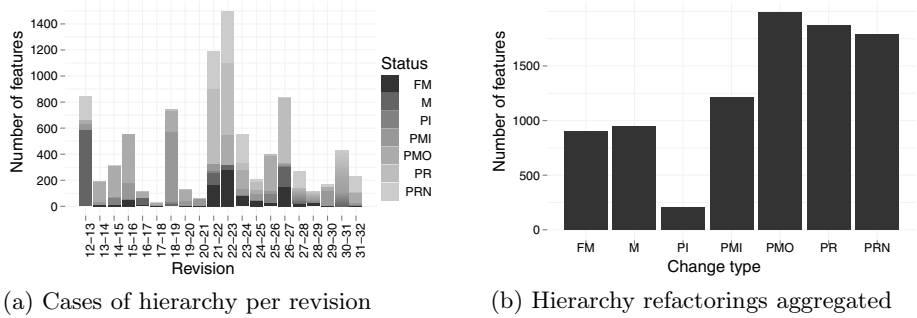 Number of features
1400
1200
1000
800
600
400
200
0
12−13
13−14
14−15
15−16
16−17
17−18
18−19
19−20
20−21
21−22
22−23
23−24
24−25
25−26
26−27
27−28
28−29
29−30
30−31
31−32
Revision
Status
FM
M
PI
PMI
PMO
PR
PRN
(a) Cases of hierarchy per revision
Number of features
1500
1000
500
0
FM
M
PI
PMI
PMO
PR
PRN
Change type
(b) Hierarchy refactorings aggregated